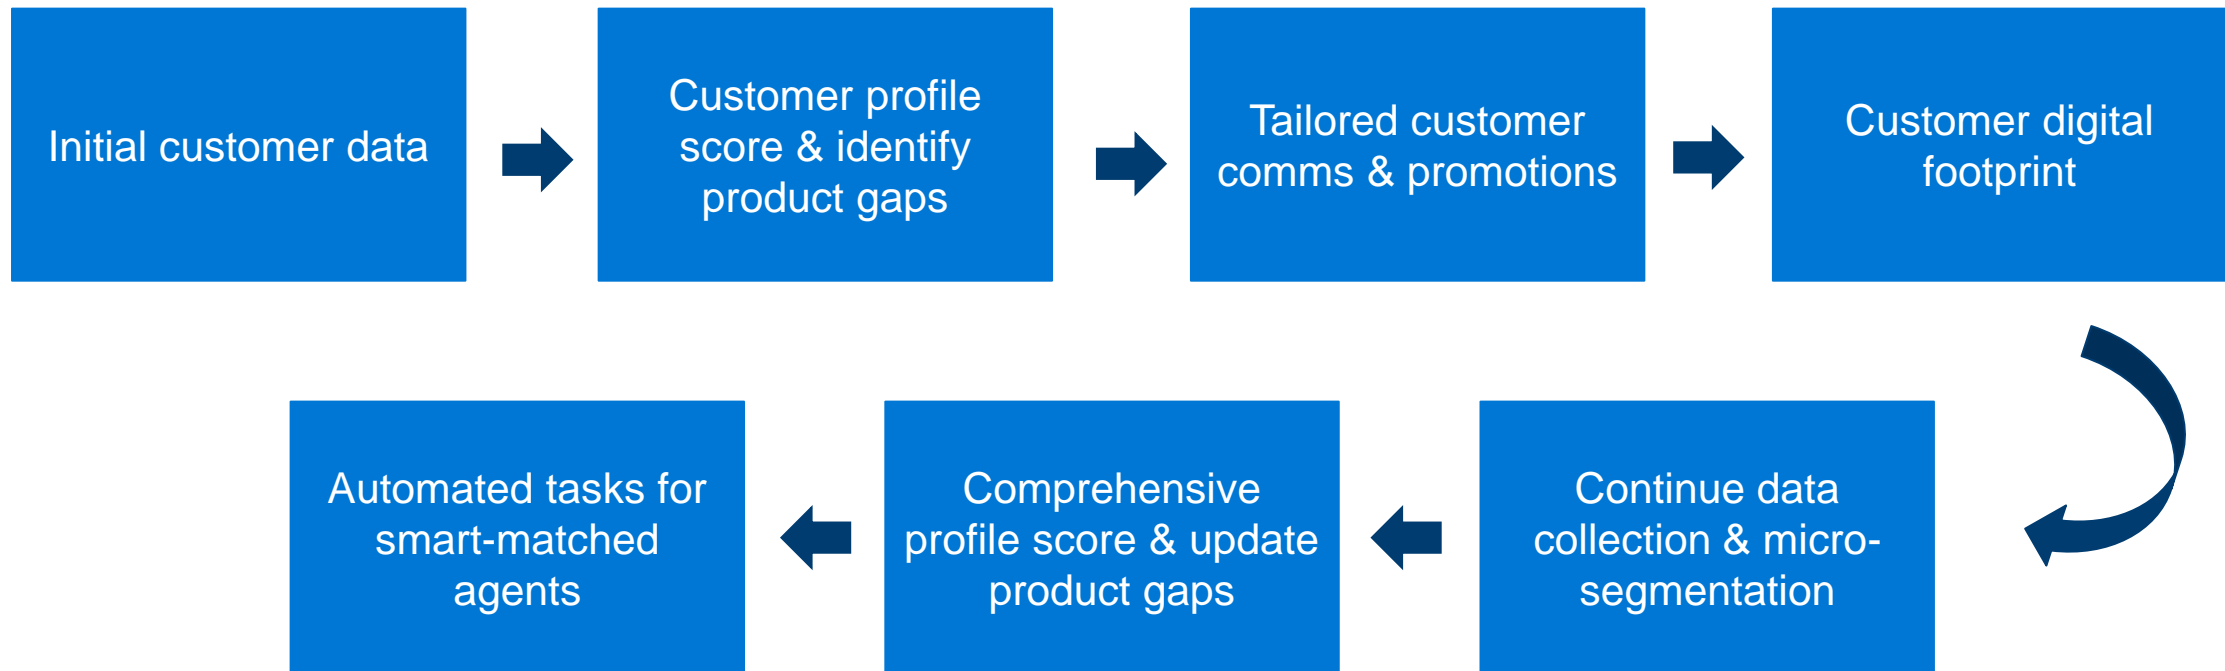 Initial customer data
Customer profile
score & identify
product gaps
Tailored customer
comms & promotions
Customer digital
footprint
Continue data
collection & micro-
segmentation
Comprehensive
profile score & update
product gaps
Automated tasks for
smart-matched
agents